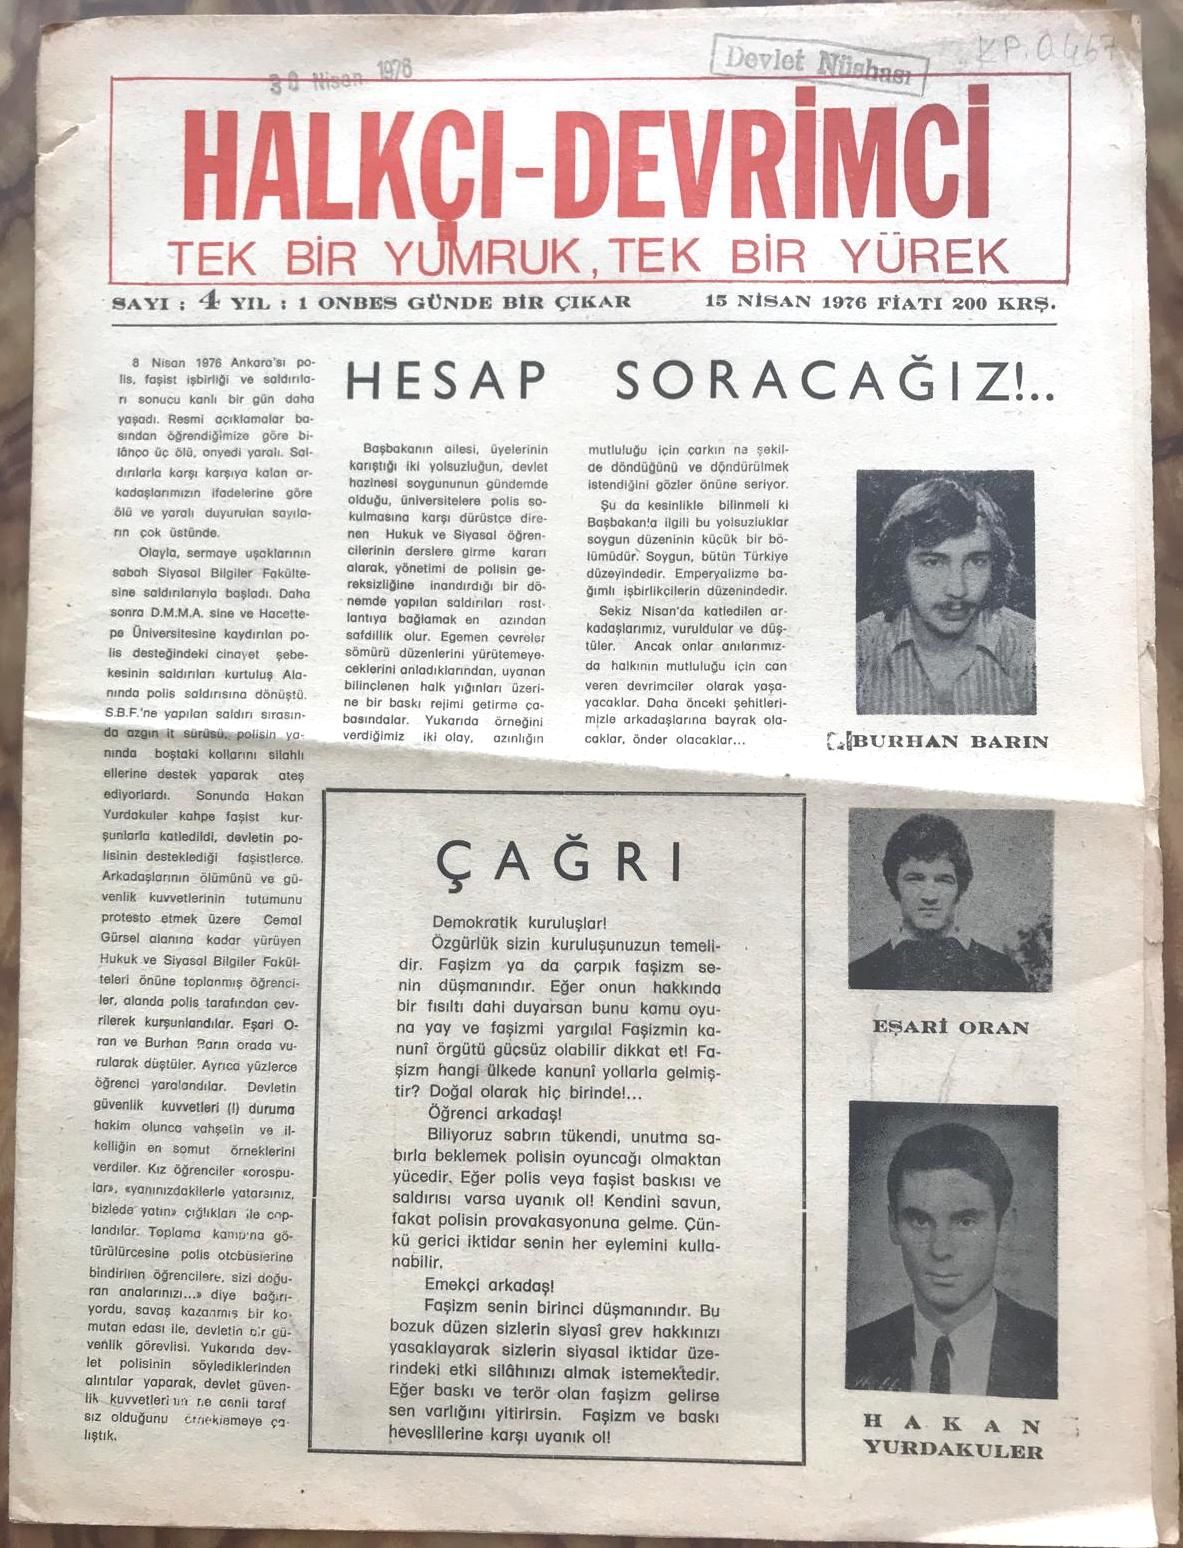 30 Nisan 1976
Devlet Nüshası
KP. 0467
HALKÇI-DEVRİMCİ
TEK BİR YUMRUK, TEK BİR YÜREK
SAYI : 4 YIL : 1 ONBES GÜNDE BİR ÇIKAR 15 NİSAN 1976 FİATI 200 KRŞ.
8 Nisan 1976 Ankara'sı po-
lis, faşist işbirliği ve saldırıla-
rı sonucu kanlı bir gün daha
yaşadı. Resmi açıklamalar ba-
sından öğrendiğimize göre bi-
lânço üç ölü, onyedi yaralı. Sal-
dırılarla karşı karşıya kalan ar-
kadaşlarımızın ifadelerine göre
ölü ve yaralı duyurulan sayıla-
rın çok üstünde.
Olayla, sermaye uşaklarının
sabah Siyasal Bilgiler Fakülte-
sine saldırılarıyla başladı. Daha
sonra D.M.M.A. sine ve Hacette-
pe Üniversitesine kaydırılan po-
lis desteğindeki cinayet şebe-
kesinin saldırıları kurtuluş Ala-
nında polis saldırısına dönüştü.
S.B.F.'ne yapılan saldırı sırasın-
da azgın it sürüsü, polisin ya-
nında boştaki kollarını silahlı
ellerine destek yaparak ateş
ediyorlardı. Sonunda Hakan
Yurdakuler kahpe faşist kur-
şunlarla katledildi, devletin po-
lisinin desteklediği faşistlerce.
Arkadaşlarının ölümünü ve gü-
venlik kuvvetlerinin tutumunu
protesto etmek üzere Cemal
Gürsel alanına kadar yürüyen
Hukuk ve Siyasal Bilgiler Fakül-
teleri önüne toplanmış öğrenci-
ler, alanda polis tarafından çev-
rilerek kurşunlandılar. Eşari O-
ran ve Burhan Barın orada vu-
rularak düştüler. Ayrıca yüzlerce
öğrenci yaralandılar. Devletin
güvenlik kuvvetleri (!) duruma
hakim olunca vahşetin ve il-
kelliğin en somut örneklerini
verdiler. Kız öğrenciler «orospu-
lar», «yanınızdakilerle yatarsınız,
bizlede yatın» çığlıkları ile cop-
landılar. Toplama kampına gö-
türülürcesine polis otobüslerine
bindirilen öğrencilere, sizi doğu-
ran analarınızı...» diye bağırı-
yordu, savaş kazanmış bir ko-
mutan edası ile, devletin bir gü-
venlik görevlisi. Yukarıda dev-
let polisinin söylediklerinden
alıntılar yaparak, devlet güven-
lik kuvvetleri ne taraf
sız olduğunu örneklemeye ça-
lıştık.
HESAP SORACAĞIZ!..
Başbakanın ailesi, üyelerinin
karıştığı iki yolsuzluğun, devlet
hazinesi soygununun gündemde
olduğu, üniversitelere polis so-
kulmasına karşı dürüstçe dire-
nen Hukuk ve Siyasal öğren-
cilerinin derslere girme kararı
alarak, yönetimi de polisin ge-
reksizliğine inandırdığı bir dö-
nemde yapılan saldırıları rast-
lantıya bağlamak en azından
safdillik olur. Egemen çevreler
sömürü düzenlerini yürütemeye-
ceklerini anladıklarından, uyanan
bilinçlenen halk yığınları üzeri-
ne bir baskı rejimi getirme ça-
basındalar. Yukarıda örneğini
verdiğimiz iki olay, azınlığın
mutluluğu için çarkın ne şekil-
de döndüğünü ve döndürülmek
istendiğini gözler önüne seriyor.
Şu da kesinlikle bilinmeli ki
Başbakan'la ilgili bu yolsuzluklar
soygun düzeninin küçük bir bö-
lümüdür. Soygun, bütün Türkiye
düzeyindedir. Emperyalizme ba-
ğımlı işbirlikçilerin düzenindedir.
Sekiz Nisan'da katledilen ar-
kadaşlarımız, vuruldular ve düş-
tüler. Ancak onlar anılarımız-
da halkının mutluluğu için can
veren devrimciler olarak yaşa-
yacaklar. Daha önceki şehitleri-
mizle arkadaşlarına bayrak ola-
caklar, önder olacaklar...
BURHAN BARIN
EŞARİ ORAN
HAKAN
YURDAKULER
ÇAĞRI
Demokratik kuruluşlar!
Özgürlük sizin kuruluşunuzun temeli-
dir. Faşizm ya da çarpık faşizm se-
nin düşmanındır. Eğer onun hakkında
bir fısıltı dahi duyarsan bunu kamu oyu-
na yay ve faşizmi yargıla! Faşizmin ka-
nunî örgütü güçsüz olabilir dikkat et! Fa-
şizm hangi ülkede kanunî yollarla gelmiş-
tir? Doğal olarak hiç birinde!...
Öğrenci arkadaş!
Biliyoruz sabrın tükendi, unutma sa-
bırla beklemek polisin oyuncağı olmaktan
yücedir. Eğer polis veya faşist baskısı ve
saldırısı varsa uyanık ol! Kendini savun,
fakat polisin provakasyonuna gelme. Çün-
kü gerici iktidar senin her eylemini kulla-
nabilir.
Emekçi arkadaş!
Faşizm senin birinci düşmanındır. Bu
bozuk düzen sizlerin siyasî grev hakkınızı
yasaklayarak sizlerin siyasal iktidar üze-
rindeki etki silâhınızı almak istemektedir.
Eğer baskı ve terör olan faşizm gelirse
sen varlığını yitirirsin. Faşizm ve baskı
heveslilerine karşı uyanık ol!